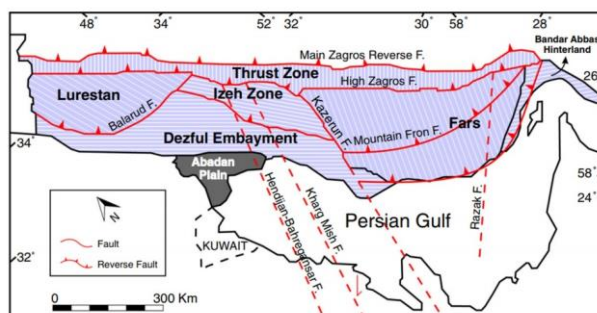 48° 34° 52° 32° 30° 58° 28°
Bandar Abbas
Hinterland
Main Zagros Reverse F.
Thrust Zone
High Zagros F.
26
Lurestan
Izeh Zone
Balarud F.
Kazerun F.
Fars
Dezful Embayment
Mountain Fron F.
34
Abadan
Plain
58°
24°
Hendijan-Bahregansar F.
Kharg Mish F.
Razak F.
Persian Gulf
N
KUWAIT
Fault
Reverse Fault
32°
0 300 Km